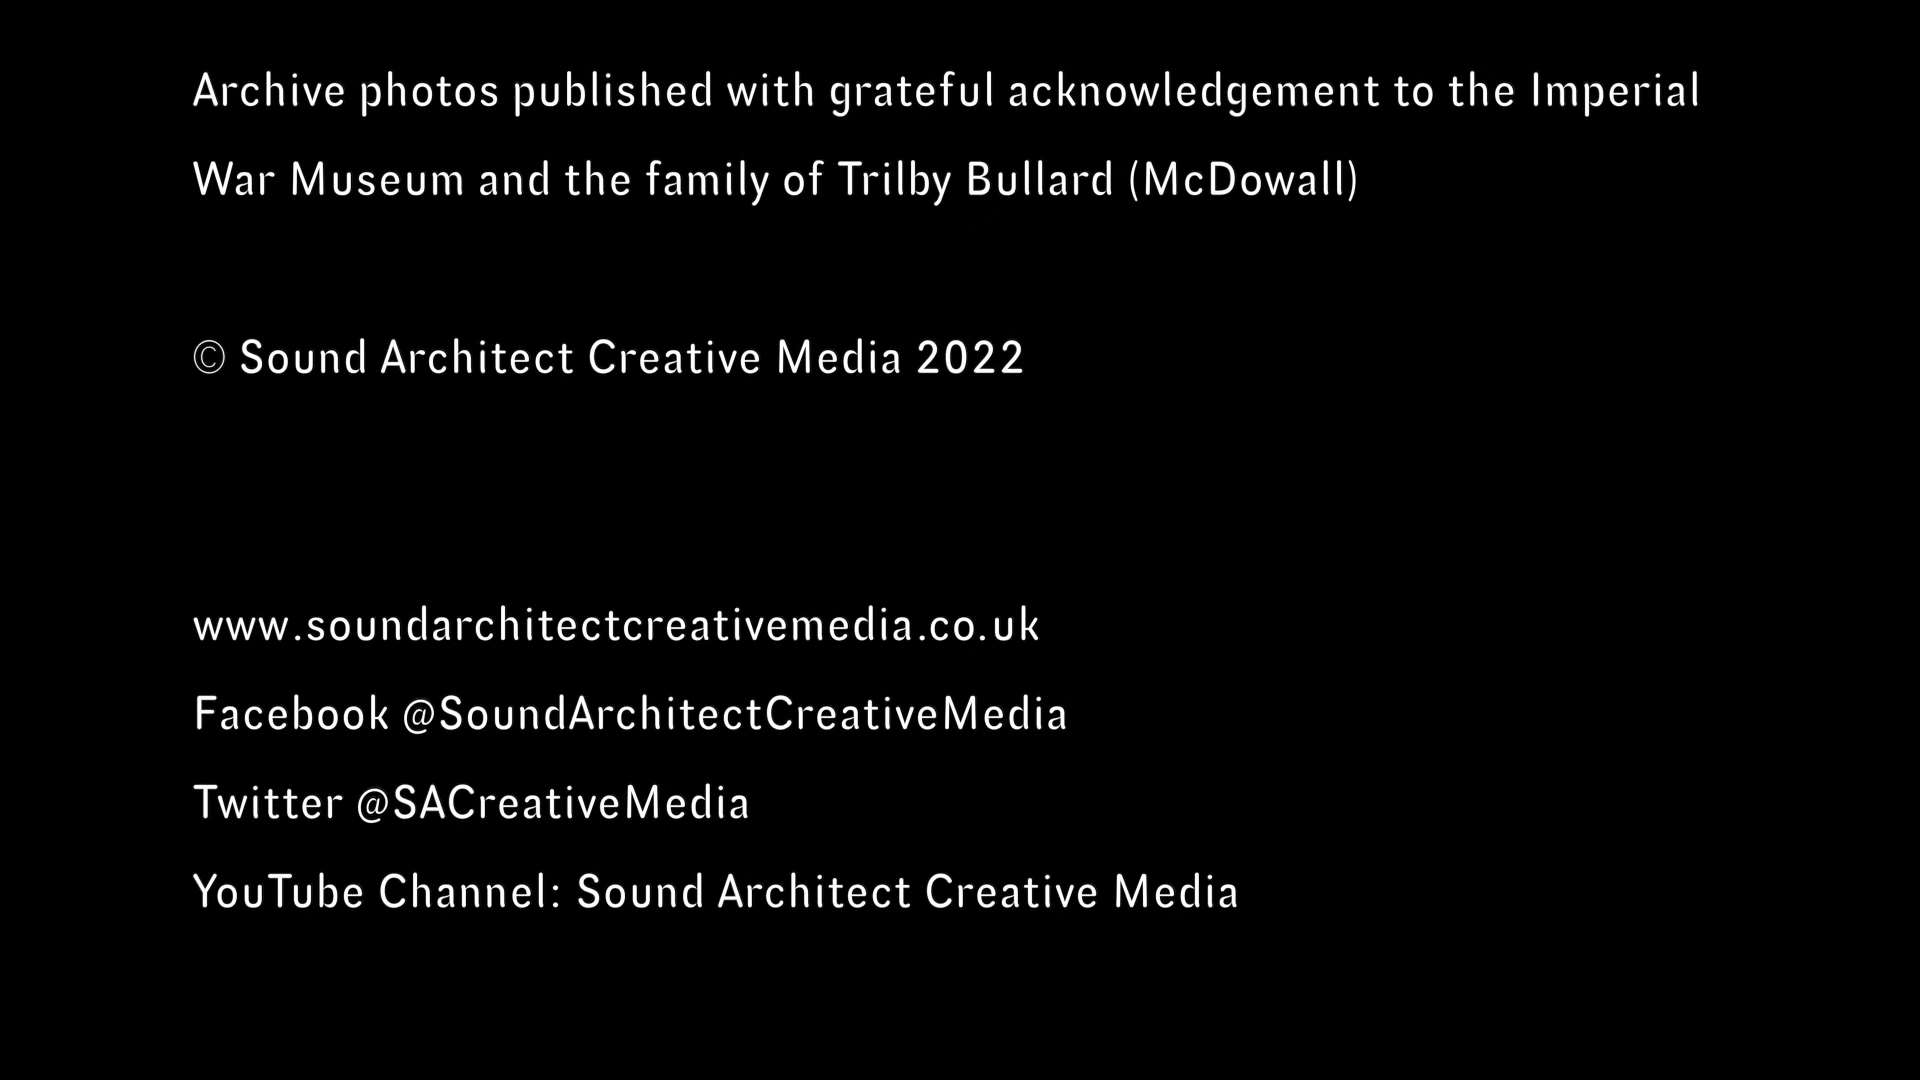 Archive photos published with grateful acknowledgement to the Imperial
War Museum and the family of Trilby Bullard (McDowall)
© Sound Architect Creative Media 2022
www.soundarchitectcreativemedia.co.uk
Facebook @SoundArchitectCreativeMedia
Twitter @SACreativeMedia
YouTube Channel: Sound Architect Creative Media